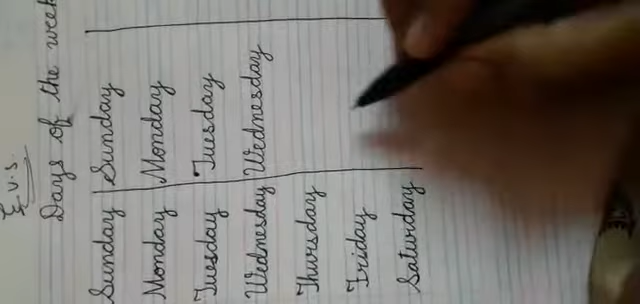 E.V.S.
Days of the week
Sunday Sunday
Monday Monday
Tuesday Tuesday
Wednesday Wednesday
Thursday
Friday
Saturday